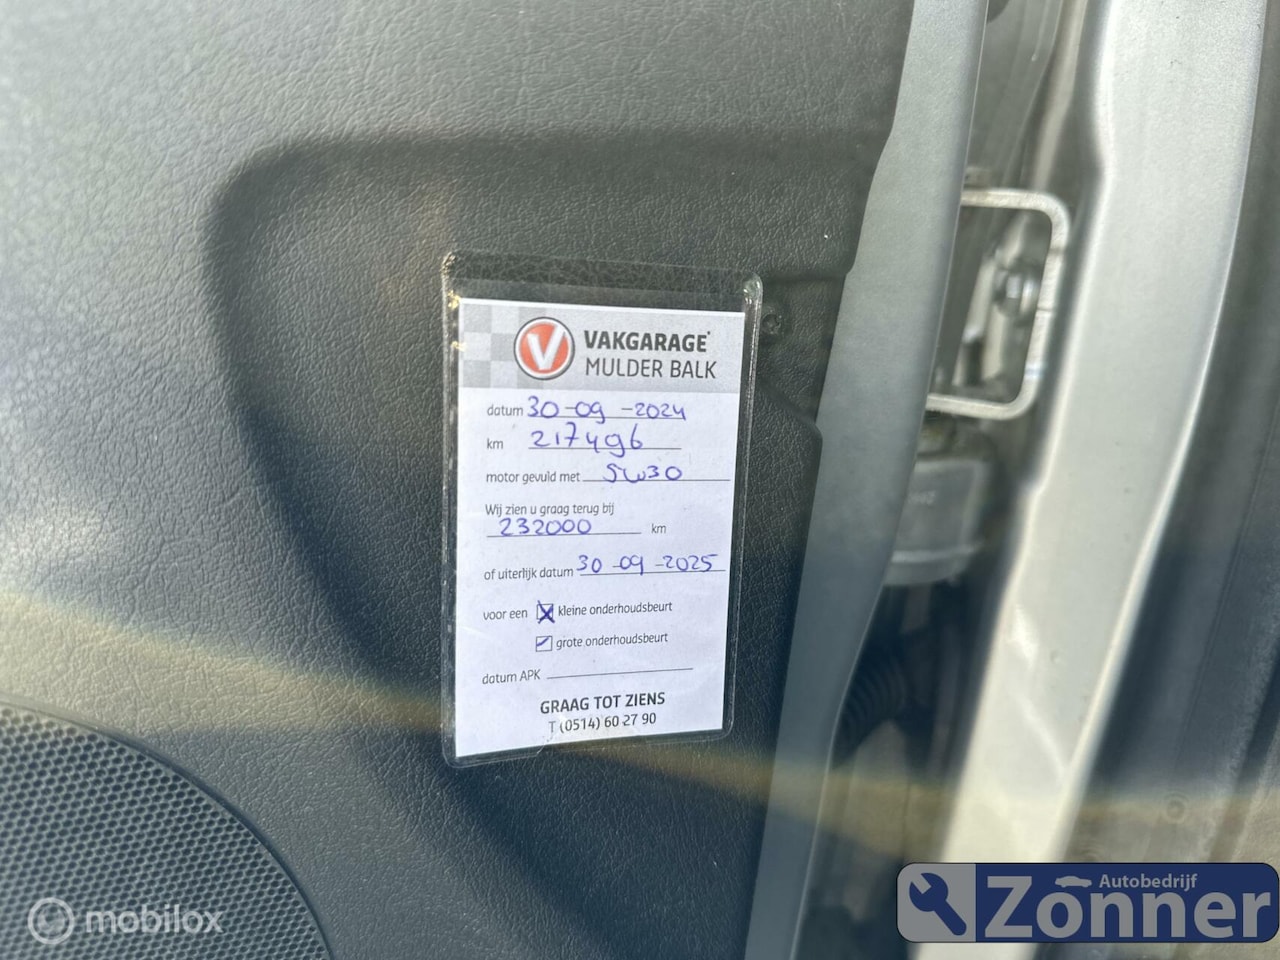 VAKGARAGE
MULDER BALK
datum 30-09-2024
km 217496
motor gevuld met 5W30
Wij zien u graag terug bij
232000 km
of uiterlijk datum 30-09-2025
voor een kleine onderhoudsbeurt
grote onderhoudsbeurt
datum APK
GRAAG TOT ZIENS
T (0514) 60 27 90
mobilox
Autobedrijf
Zonner